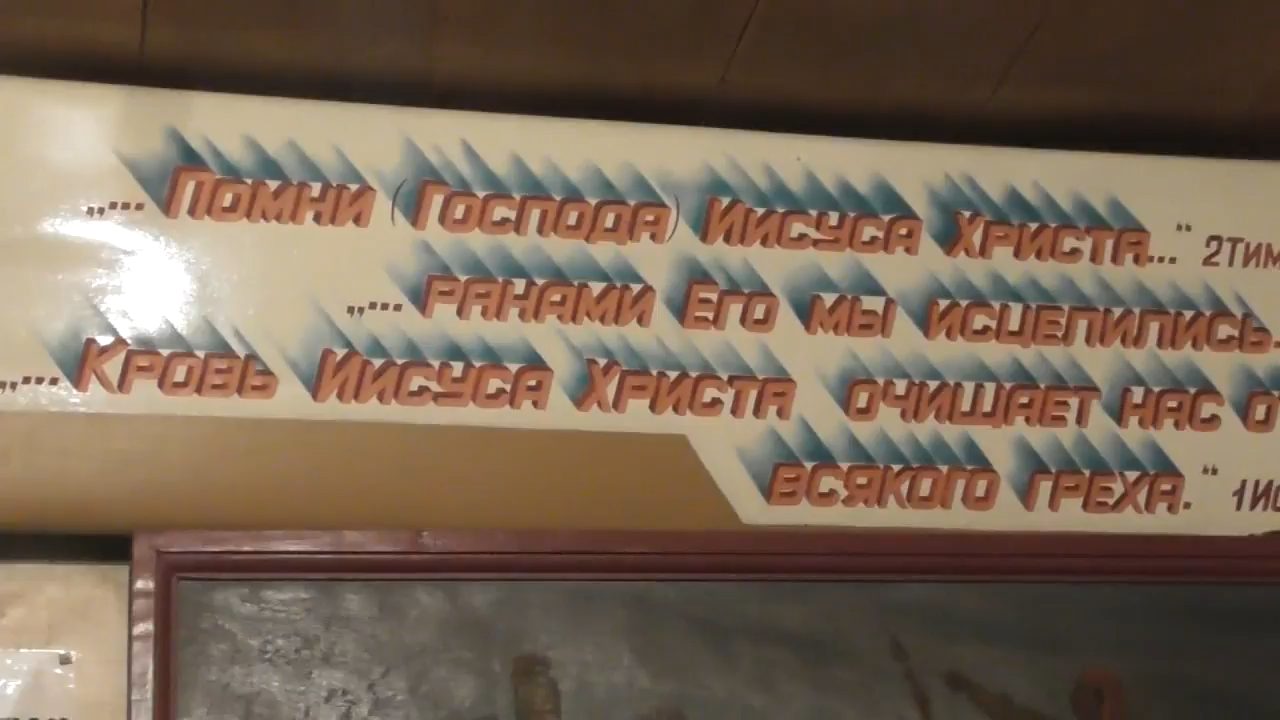 „... Помни (Господа) Иисуса Христа..." 2Тим
„... ранами Его мы исцелились.
„... Кровь Иисуса Христа очищает нас о
всякого греха." 1Ио